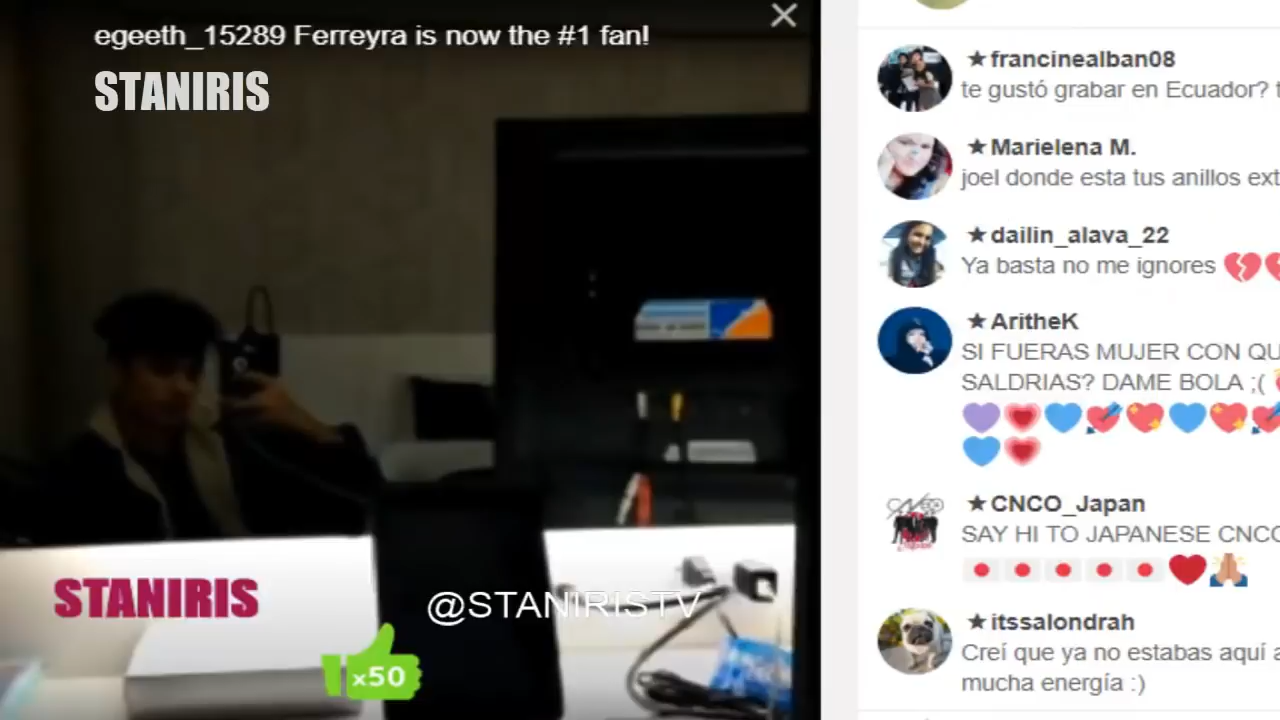 egeeth_15289 Ferreyra is now the #1 fan!
STANIRIS
STANIRIS
@STANIRISTV
x50
★francinealban08
te gustó grabar en Ecuador?
★Marielena M.
joel donde esta tus anillos
★dailin_alava_22
Ya basta no me ignores 💔
★AritheK
SI FUERAS MUJER CON
SALDRIAS? DAME BOLA ;(
💜💗💙💘💖💙💖💘
💙💗
★CNCO_Japan
SAY HI TO JAPANESE
🇯🇵🇯🇵🇯🇵🇯🇵🇯🇵❤️🙏🏽
★itssalondrah
Creí que ya no estabas aquí
mucha energía :)